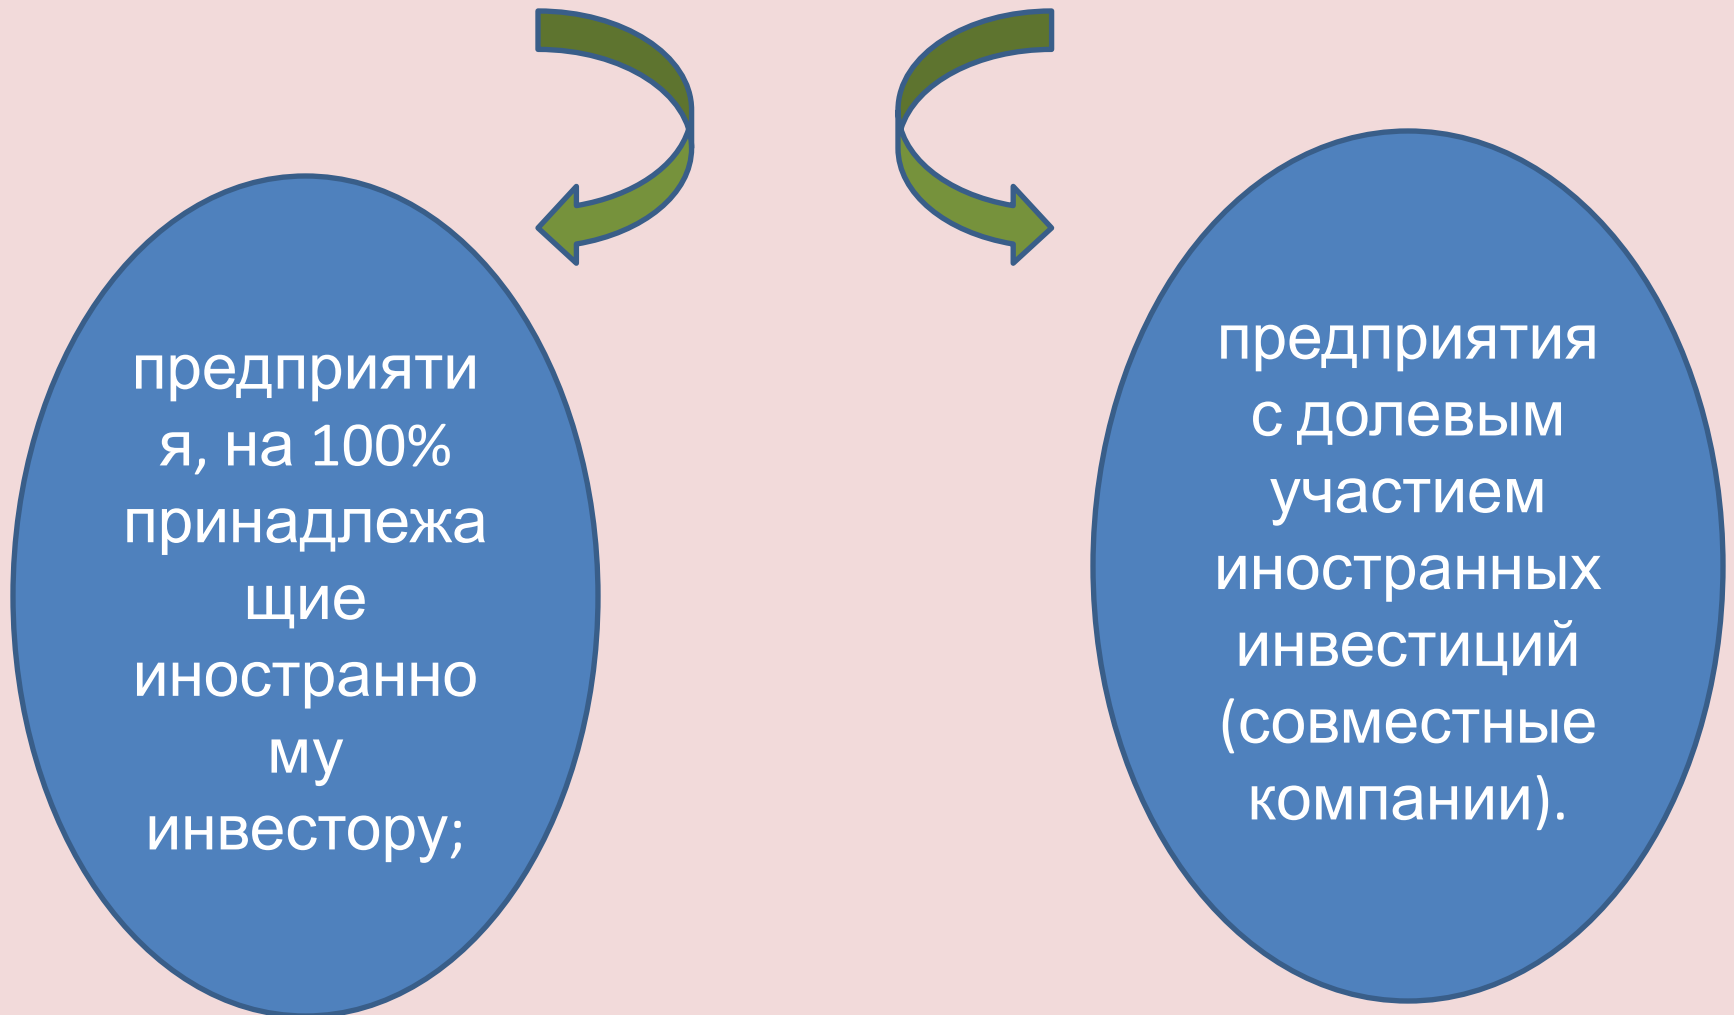 предприяти
я, на 100%
принадлежа
щие
иностранно
му
инвестору;
предприятия
с долевым
участием
иностранных
инвестиций
(совместные
компании).